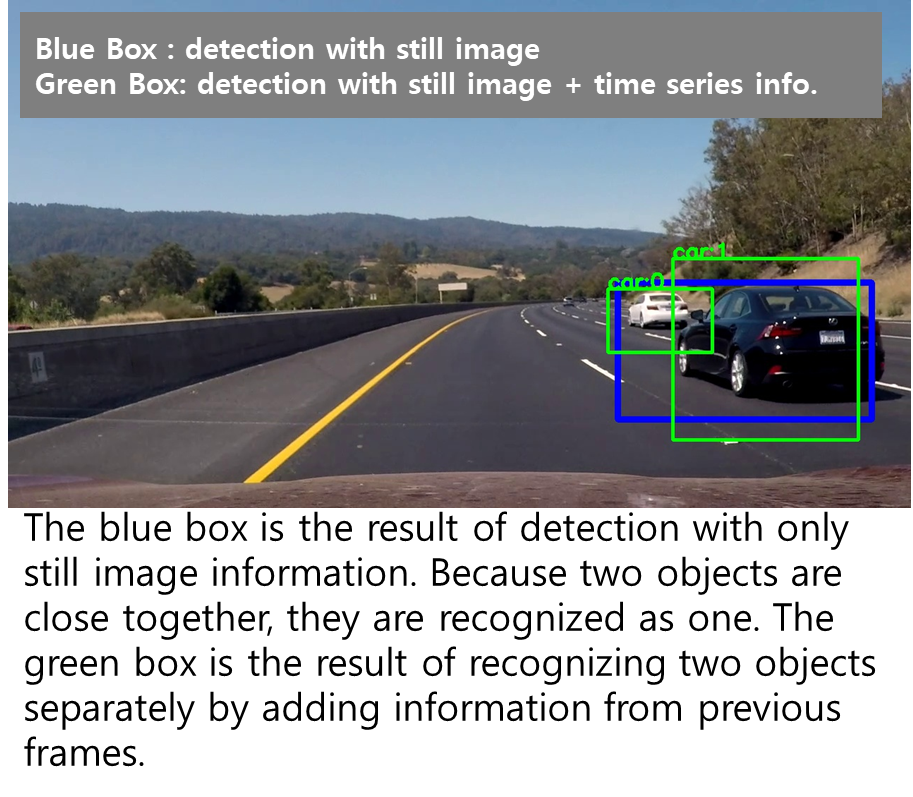 Blue Box : detection with still image
Green Box: detection with still image + time series info.
car:1
car:0
The blue box is the result of detection with only
still image information. Because two objects are
close together, they are recognized as one. The
green box is the result of recognizing two objects
separately by adding information from previous
frames.